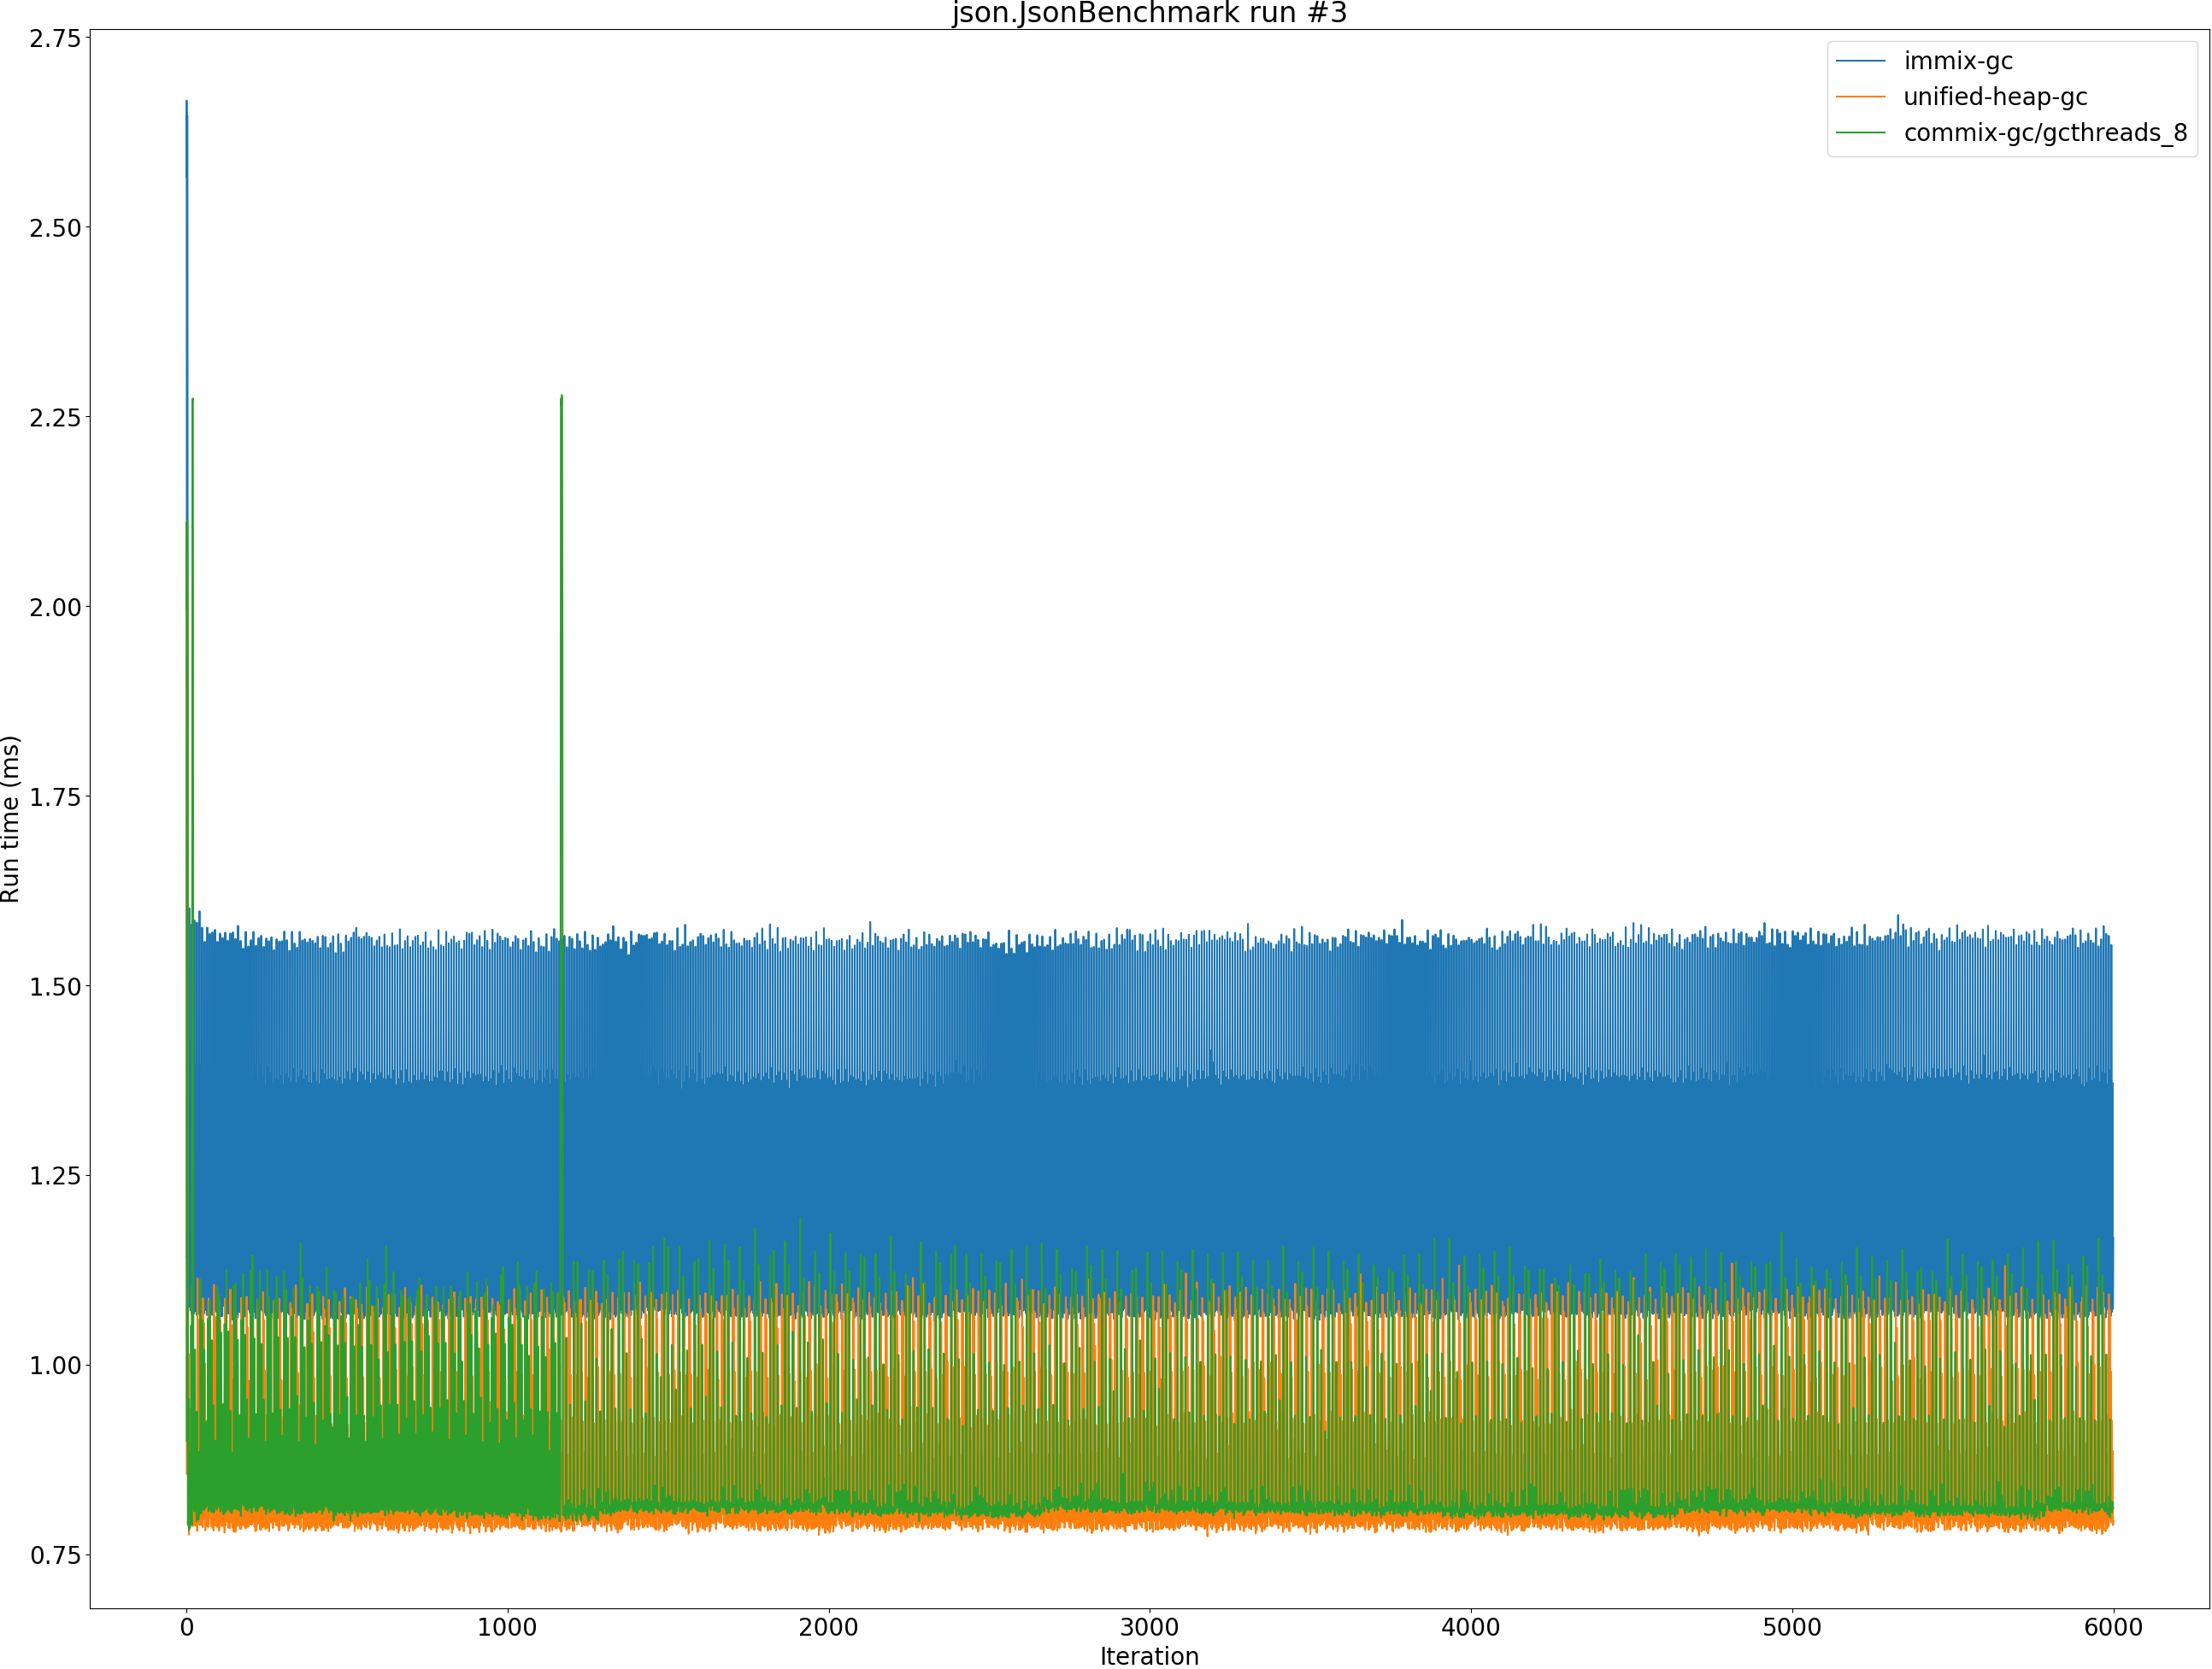 json.JsonBenchmark run #3
immix-gc
unified-heap-gc
commix-gc/gcthreads_8
Run time (ms)
2.75
2.50
2.25
2.00
1.75
1.50
1.25
1.00
0.75
0
1000
2000
3000
4000
5000
6000
Iteration